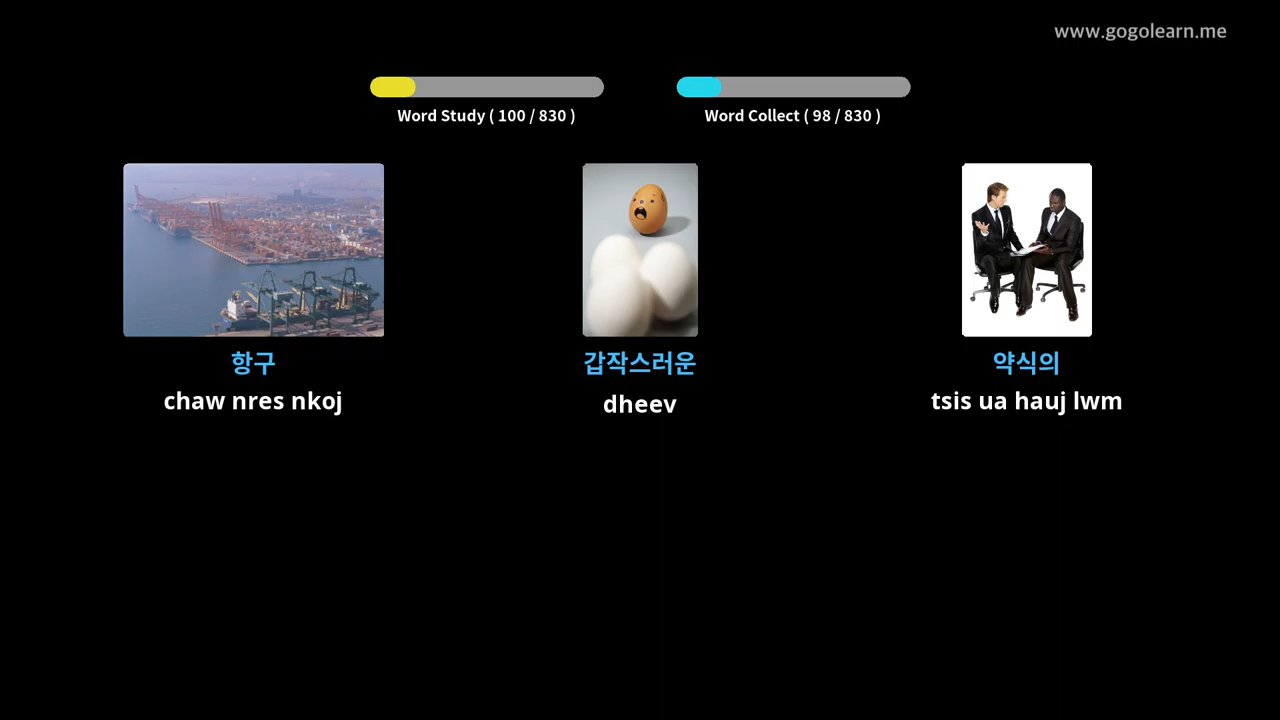 www.gogolearn.me
Word Study ( 100 / 830 )
Word Collect ( 98 / 830 )
항구
갑작스러운
약식의
chaw nres nkoj
dheev
tsis ua hauj lwm